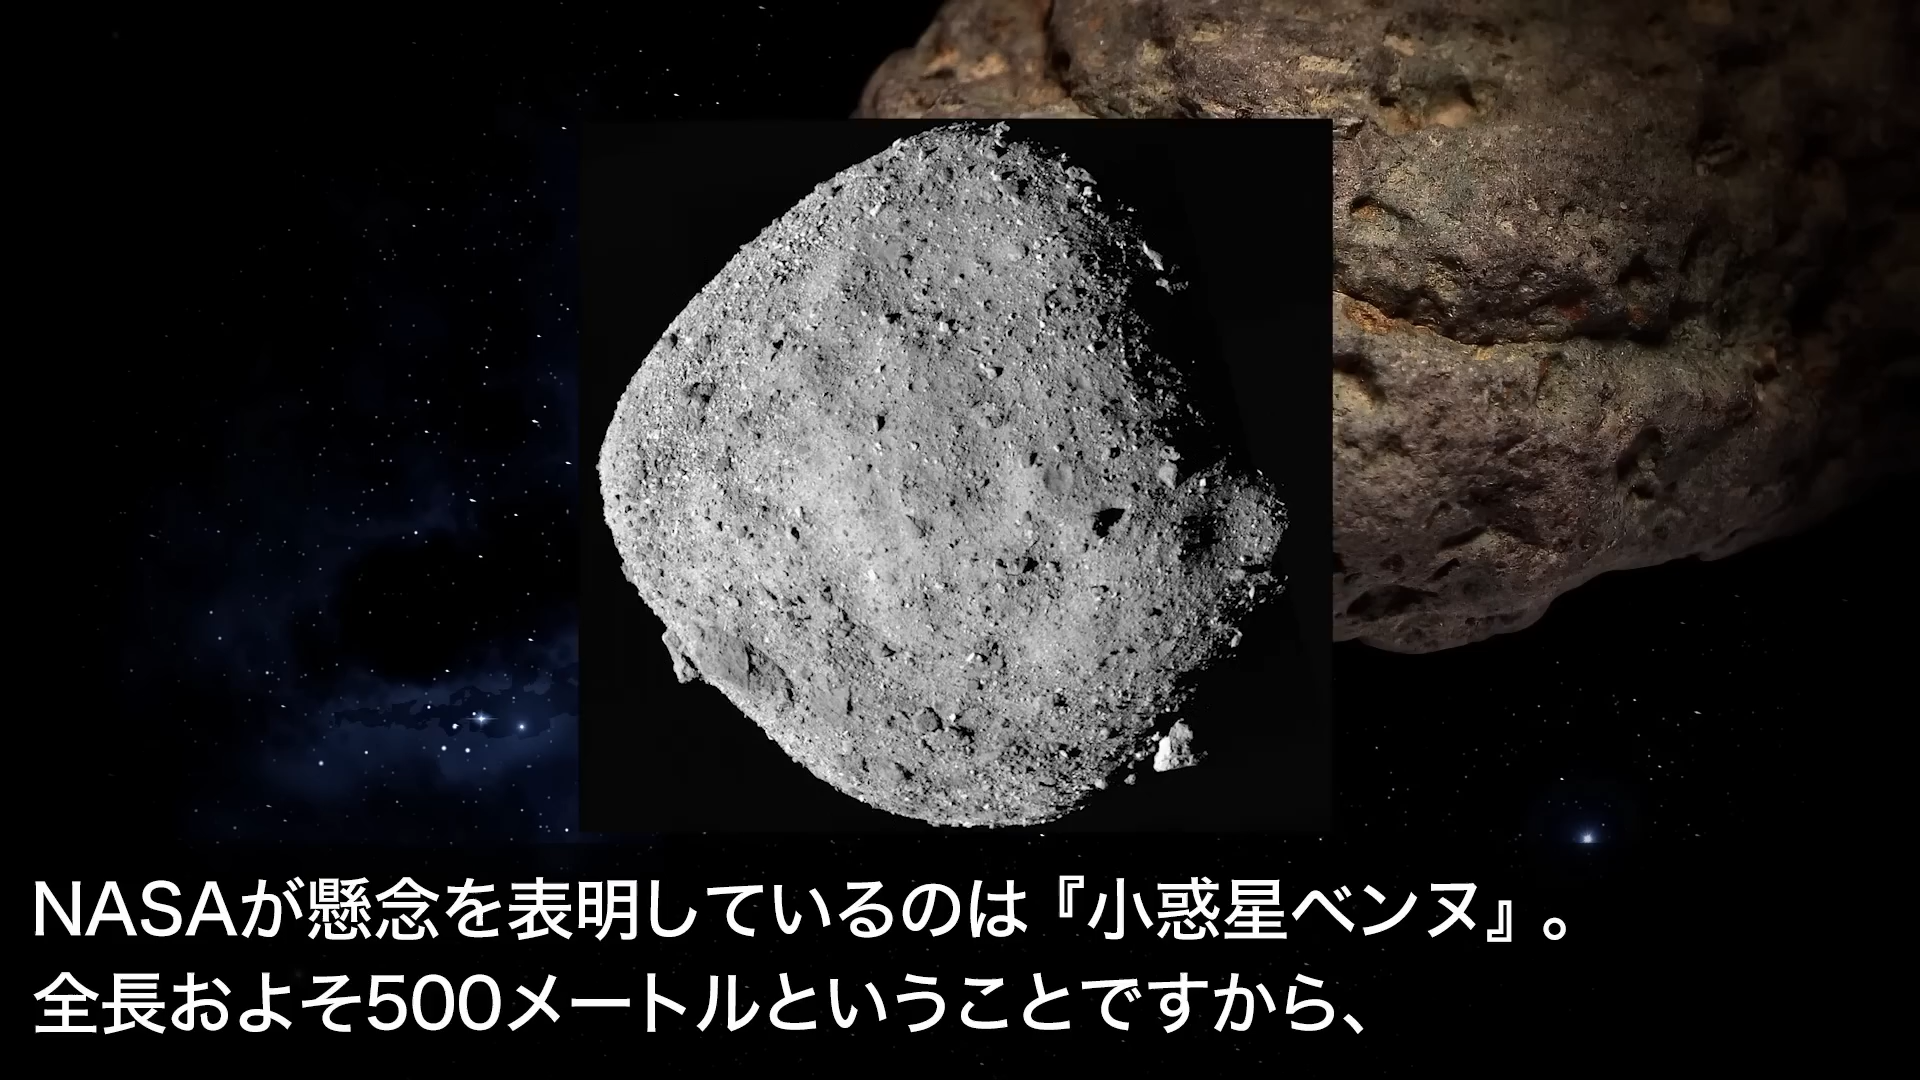 NASAが懸念を表明しているのは『小惑星ベンヌ』。
全長およそ500メートルということですから、